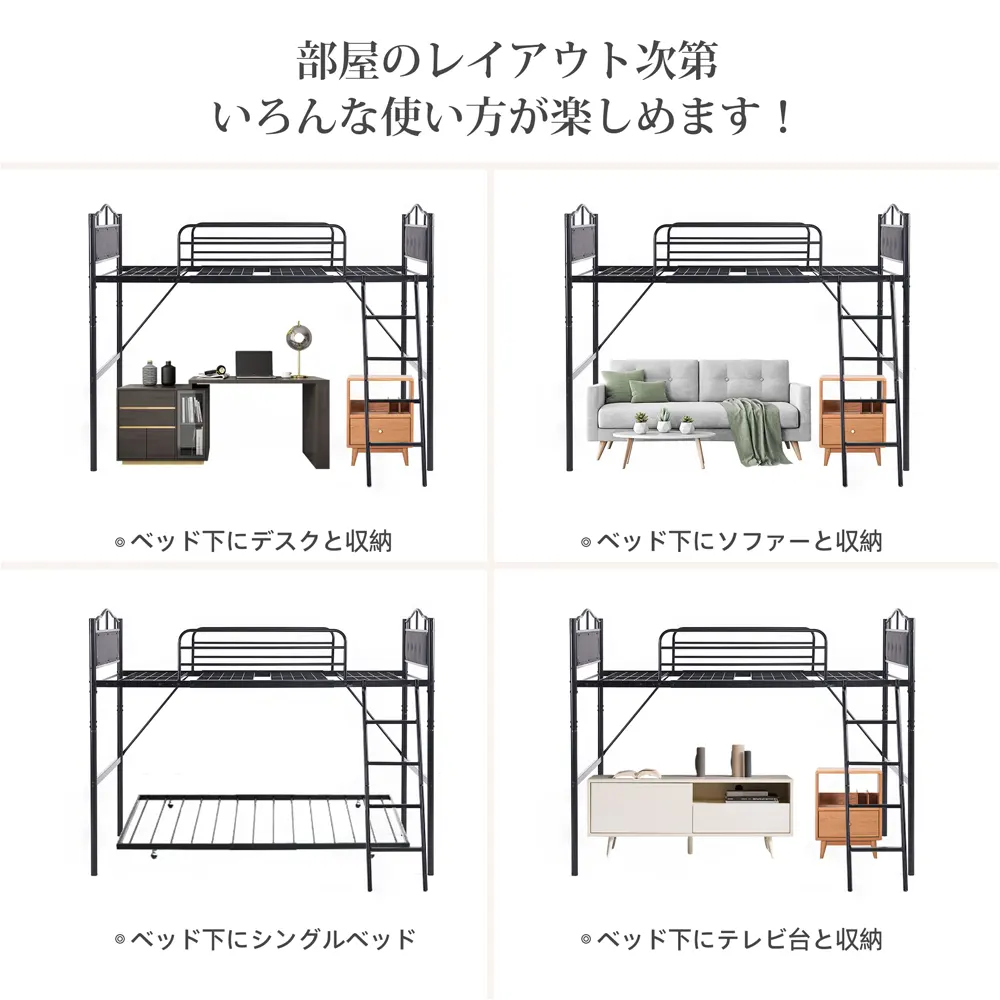 部屋のレイアウト次第
いろんな使い方が楽しめます！
◎ベッド下にデスクと収納
◎ベッド下にソファーと収納
◎ベッド下にシングルベッド
◎ベッド下にテレビ台と収納